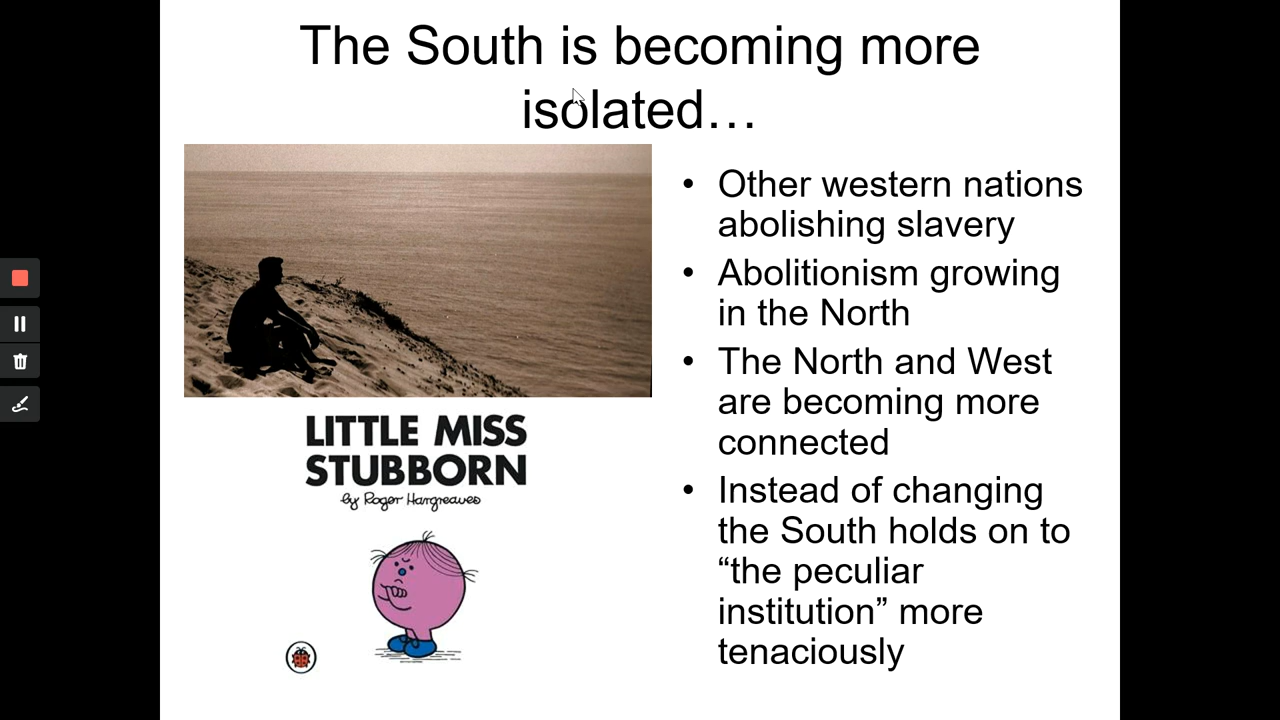 The South is becoming more
isolated…
LITTLE MISS
STUBBORN
by Roger Hargreaves
• Other western nations
abolishing slavery
• Abolitionism growing
in the North
• The North and West
are becoming more
connected
• Instead of changing
the South holds on to
“the peculiar
institution” more
tenaciously